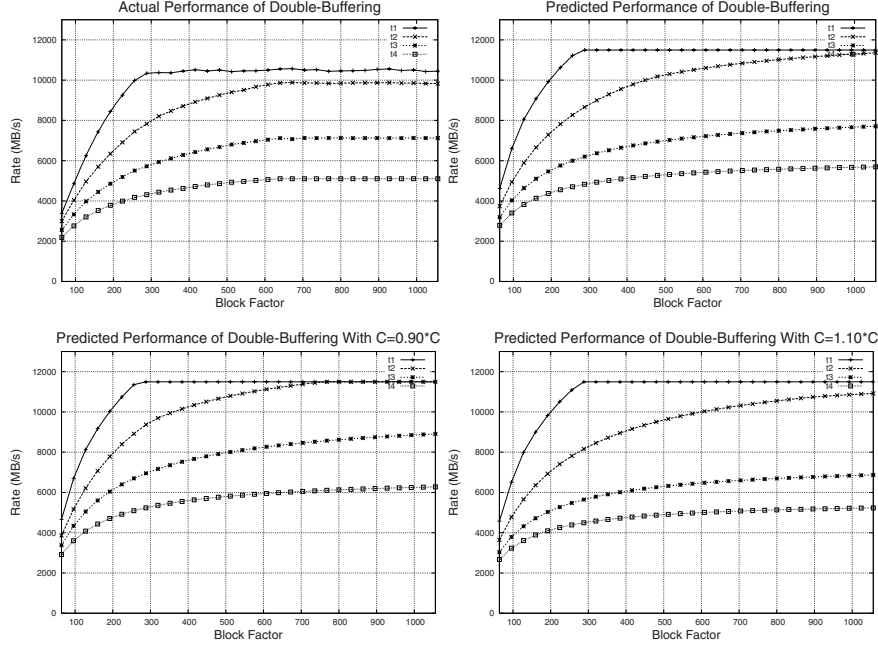 Actual Performance of Double-Buffering
Rate (MB/s)
12000
10000
8000
6000
4000
2000
0
100 200 300 400 500 600 700 800 900 1000
Block Factor
t1
t2
t3
t4
Predicted Performance of Double-Buffering
Rate (MB/s)
12000
10000
8000
6000
4000
2000
0
100 200 300 400 500 600 700 800 900 1000
Block Factor
t1
t2
t3
t4
Predicted Performance of Double-Buffering With C=0.90*C
Rate (MB/s)
12000
10000
8000
6000
4000
2000
0
100 200 300 400 500 600 700 800 900 1000
Block Factor
t1
t2
t3
t4
Predicted Performance of Double-Buffering With C=1.10*C
Rate (MB/s)
12000
10000
8000
6000
4000
2000
0
100 200 300 400 500 600 700 800 900 1000
Block Factor
t1
t2
t3
t4